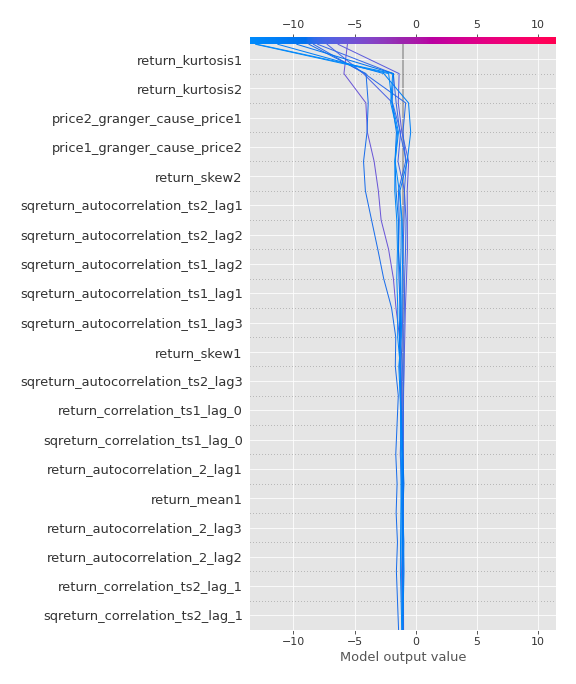 −10 −5 0 5 10
return_kurtosis1
return_kurtosis2
price2_granger_cause_price1
price1_granger_cause_price2
return_skew2
sqreturn_autocorrelation_ts2_lag1
sqreturn_autocorrelation_ts2_lag2
sqreturn_autocorrelation_ts1_lag2
sqreturn_autocorrelation_ts1_lag1
sqreturn_autocorrelation_ts1_lag3
return_skew1
sqreturn_autocorrelation_ts2_lag3
return_correlation_ts1_lag_0
sqreturn_correlation_ts1_lag_0
return_autocorrelation_2_lag1
return_mean1
return_autocorrelation_2_lag3
return_autocorrelation_2_lag2
return_correlation_ts2_lag_1
sqreturn_correlation_ts2_lag_1
−10 −5 0 5 10
Model output value